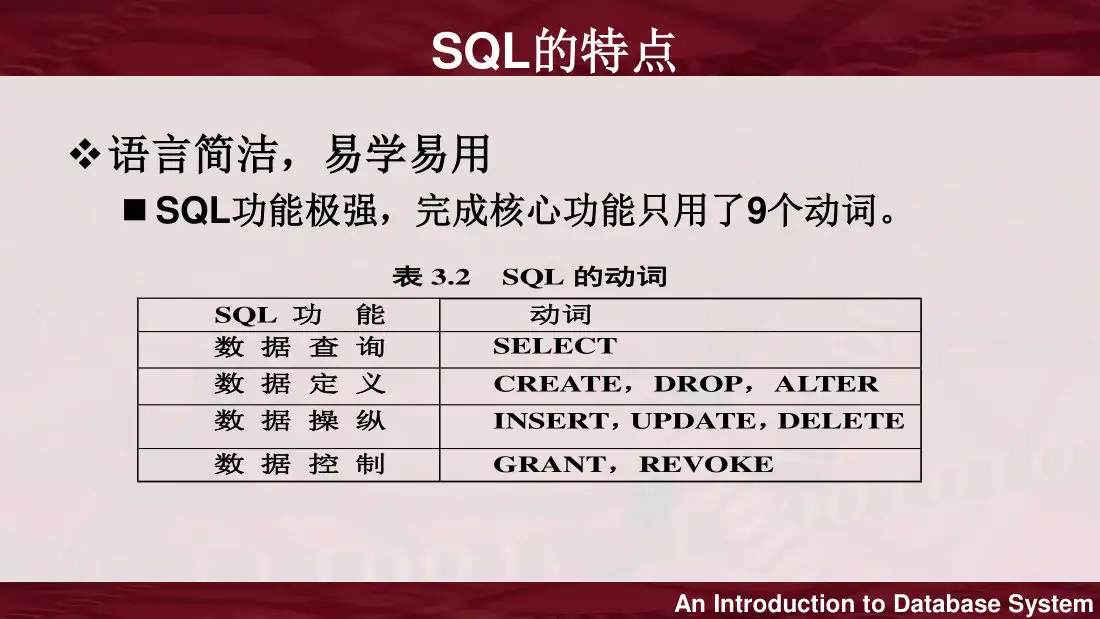 SQL的特点
❖语言简洁，易学易用
■ SQL功能极强，完成核心功能只用了9个动词。
表 3.2 SQL 的动词
SQL 功 能 动词
数 据 查 询 SELECT
数 据 定 义 CREATE，DROP，ALTER
数 据 操 纵 INSERT，UPDATE，DELETE
数 据 控 制 GRANT，REVOKE
An Introduction to Database System